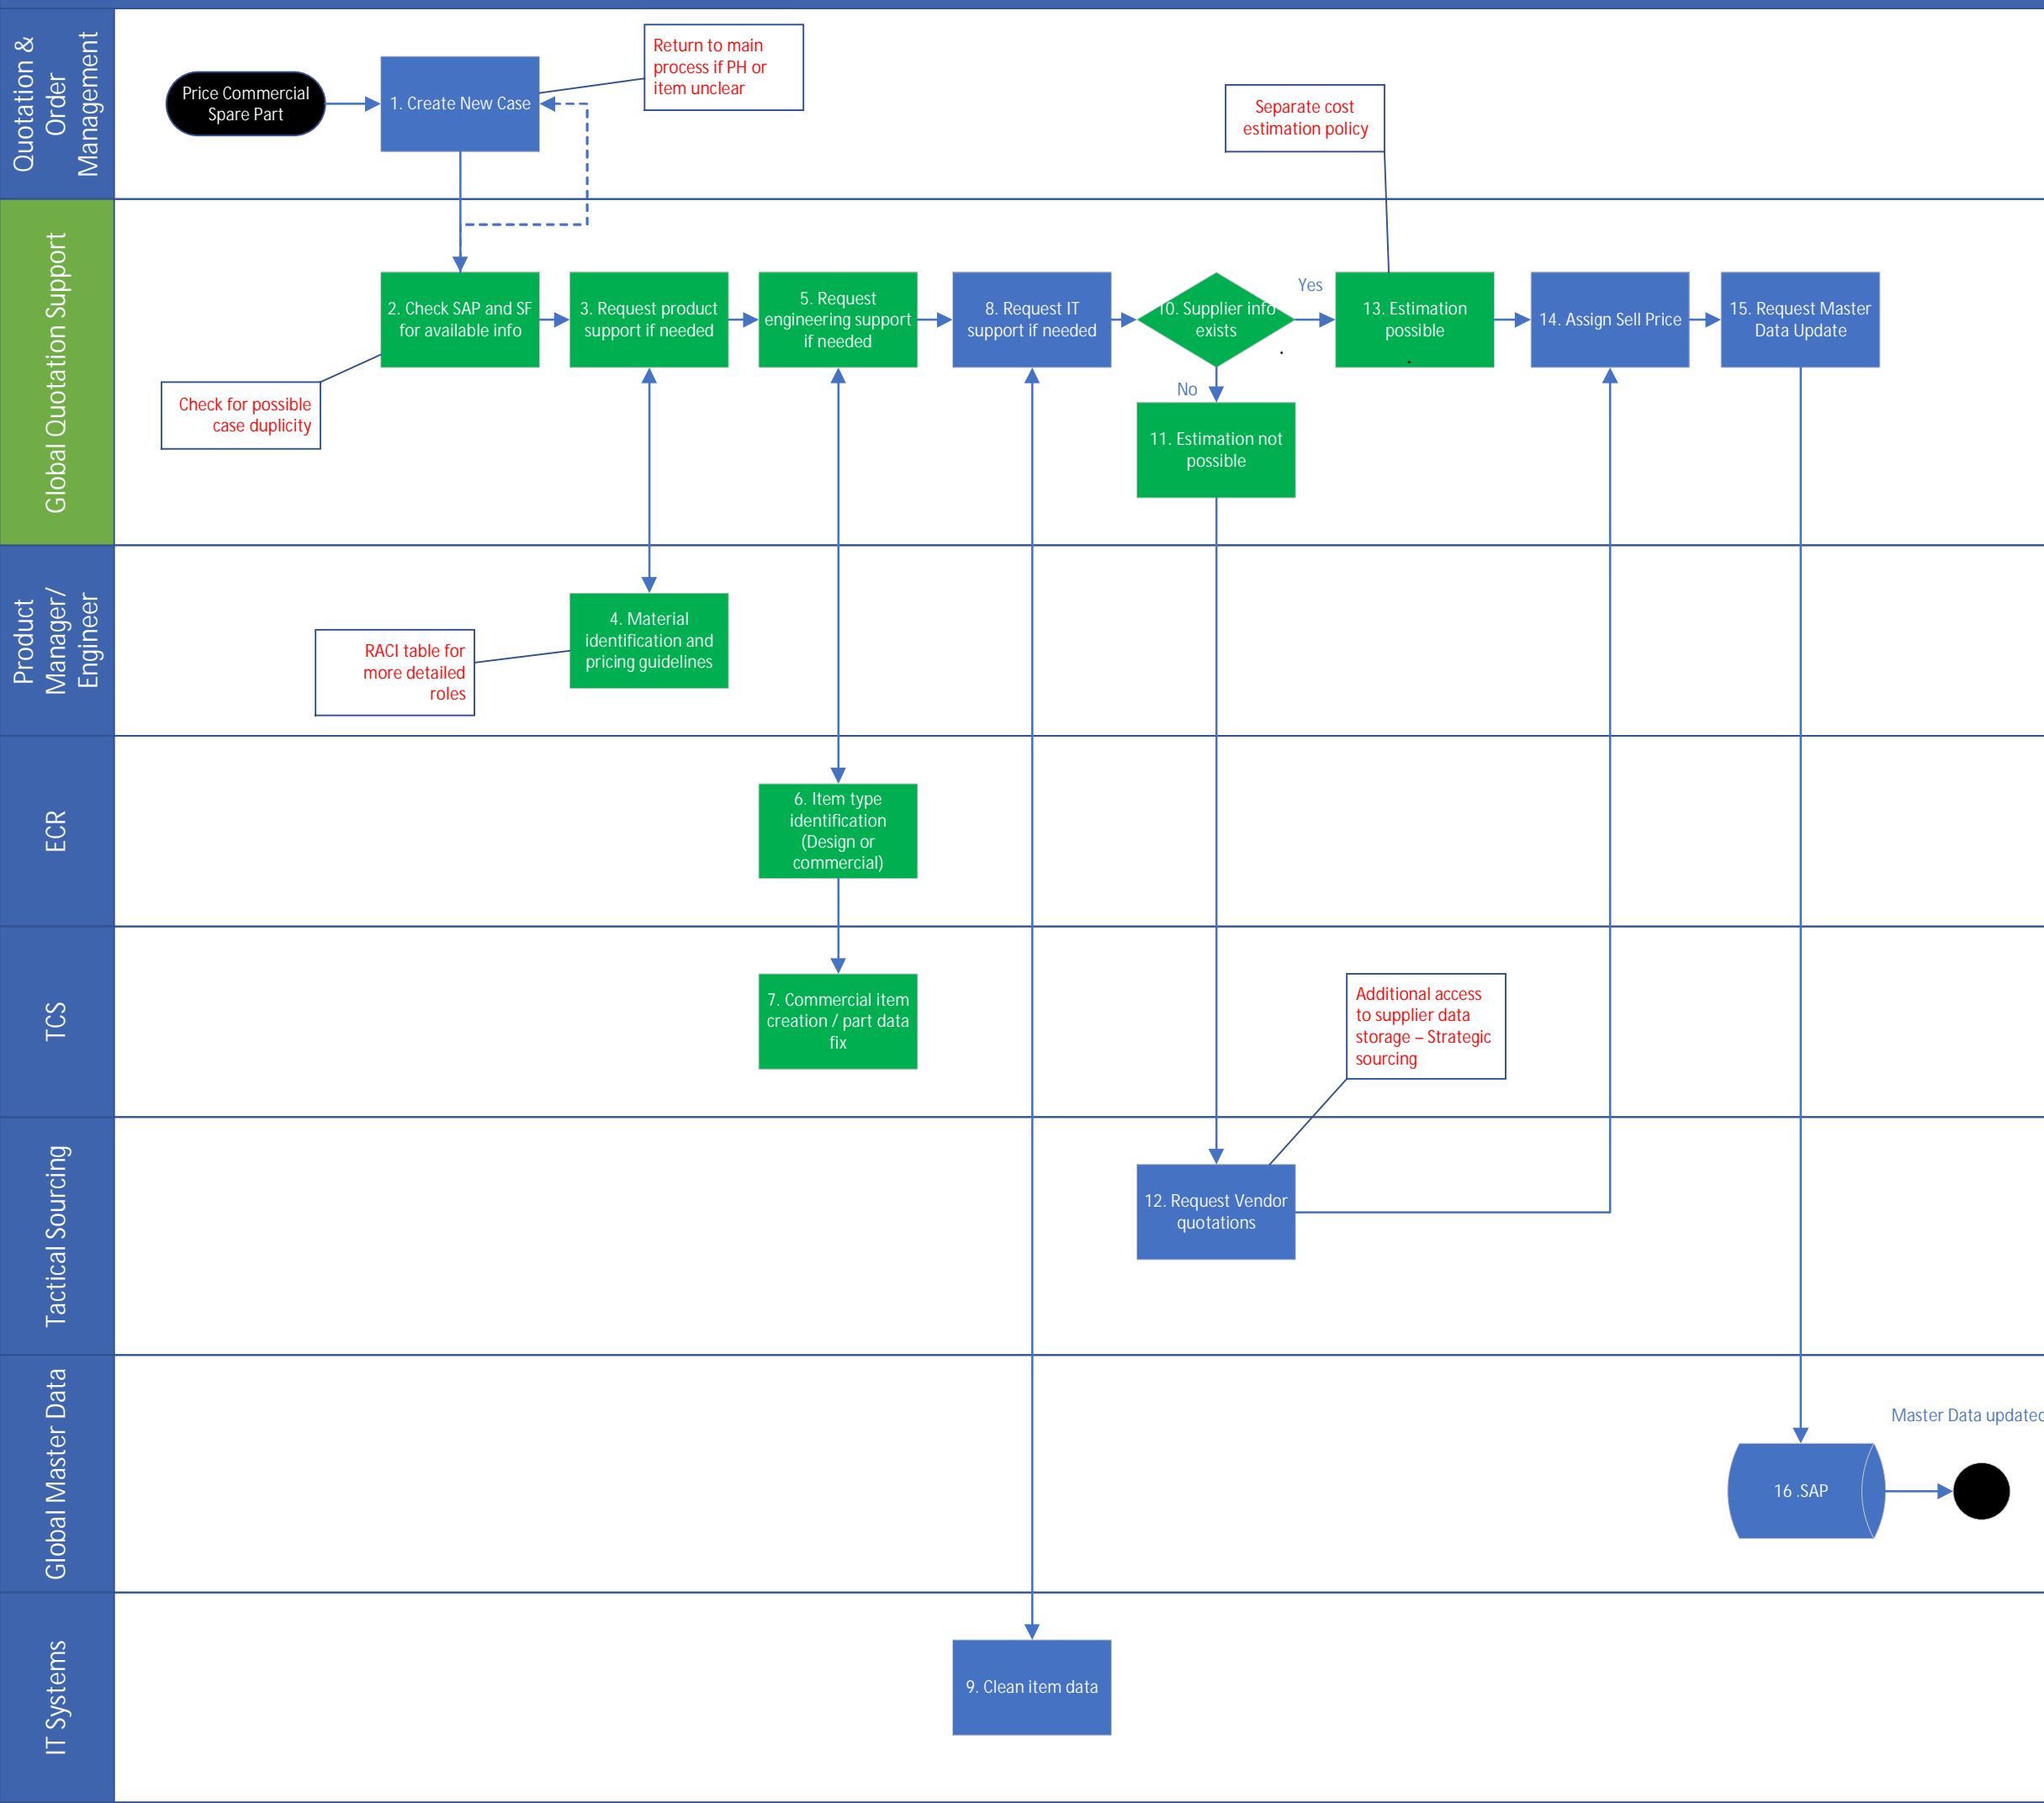 Quotation &
Order
Management
Price Commercial
Spare Part
1. Create New Case
Return to main
process if PH or
item unclear
Separate cost
estimation policy
Global Quotation Support
2. Check SAP and SF
for available info
3. Request product
support if needed
5. Request
engineering support
if needed
8. Request IT
support if needed
10. Supplier info
exists
.
Yes
No
13. Estimation
possible
.
14. Assign Sell Price
15. Request Master
Data Update
Check for possible
case duplicity
11. Estimation not
possible
Product
Manager/
Engineer
4. Material
identification and
pricing guidelines
RACI table for
more detailed
roles
ECR
6. Item type
identification
(Design or
commercial)
TCS
7. Commercial item
creation / part data
fix
Additional access
to supplier data
storage – Strategic
sourcing
Tactical Sourcing
12. Request Vendor
quotations
Global Master Data
Master Data updated
16 .SAP
IT Systems
9. Clean item data